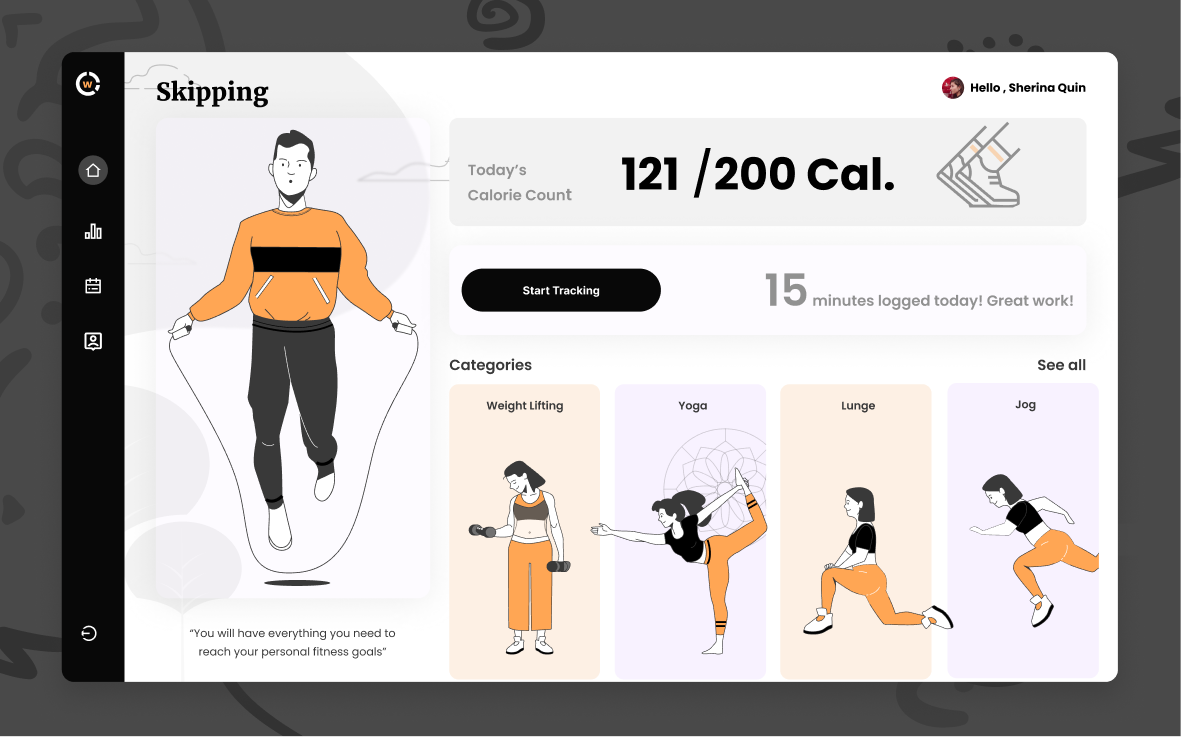 w
Skipping
Hello , Sherina Quin
Today's
Calorie Count
121 /200 Cal.
Start Tracking
15 minutes logged today! Great work!
Categories
See all
Weight Lifting
Yoga
Lunge
Jog
“You will have everything you need to
reach your personal fitness goals”